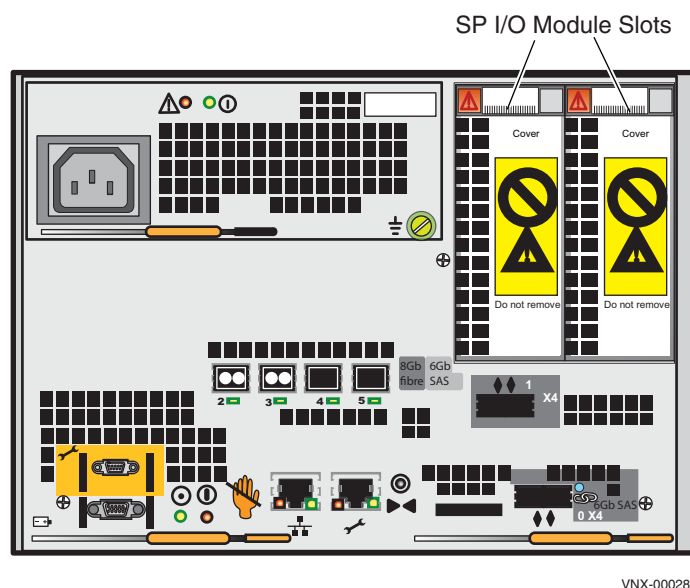 SP I/O Module Slots
Cover
Cover
Do not remove
Do not remove
8Gb
fibre
6Gb
SAS
1
X4
2
3
4
5
6Gb SAS
0 X4
VNX-00028